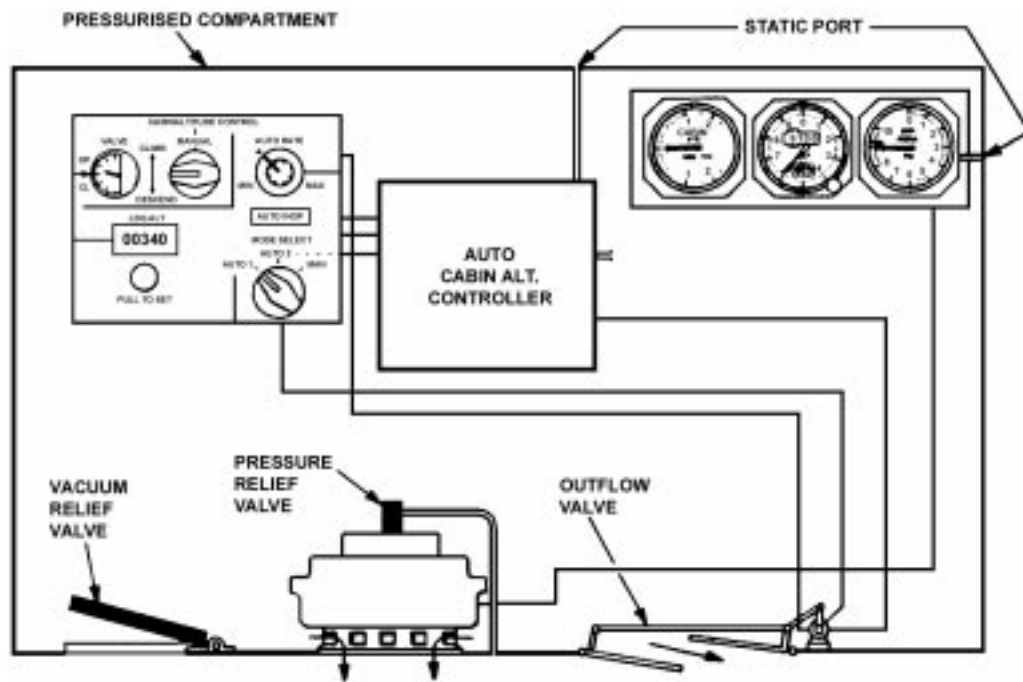 PRESSURISED COMPARTMENT
STATIC PORT
MANUAL
VALVE
CLIMB
AUTO RATE
OP
CL
MIN
MAX
DESCEND
AUTO INOP
00340
MODE SELECT
AUTO 2
AUTO 1
MAN
PULL TO SET
CABIN
AUTO
CABIN ALT.
CONTROLLER
PRESSURE
RELIEF
VALVE
OUTFLOW
VALVE
VACUUM
RELIEF
VALVE